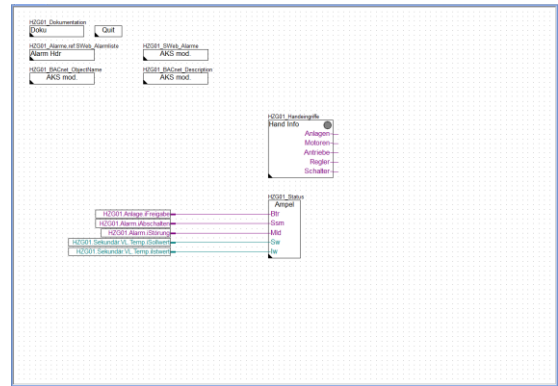 HZG01_Dokumentation
Doku
Quit
HZG01_Alarme.ref:SWeb_Alarmliste
Alarm Hdr
HZG01_SWeb_Alarme
AKS mod.
HZG01_BACnet_ObjectName
AKS mod.
HZG01_BACnet_Description
AKS mod.
HZG01_Handeingriffe
Hand Info
Anlagen
Motoren
Antriebe
Regler
Schalter
HZG01_Status
Ampel
HZG01:Anlage.iFreigabe
Btr
HZG01:Alarm.iAbschalten
Ssm
HZG01:Alarm.iStörung
Mld
HZG01:Sekundär.VL.Temp.iSollwert
Sw
HZG01:Sekundär.VL.Temp.iIstwert
Iw